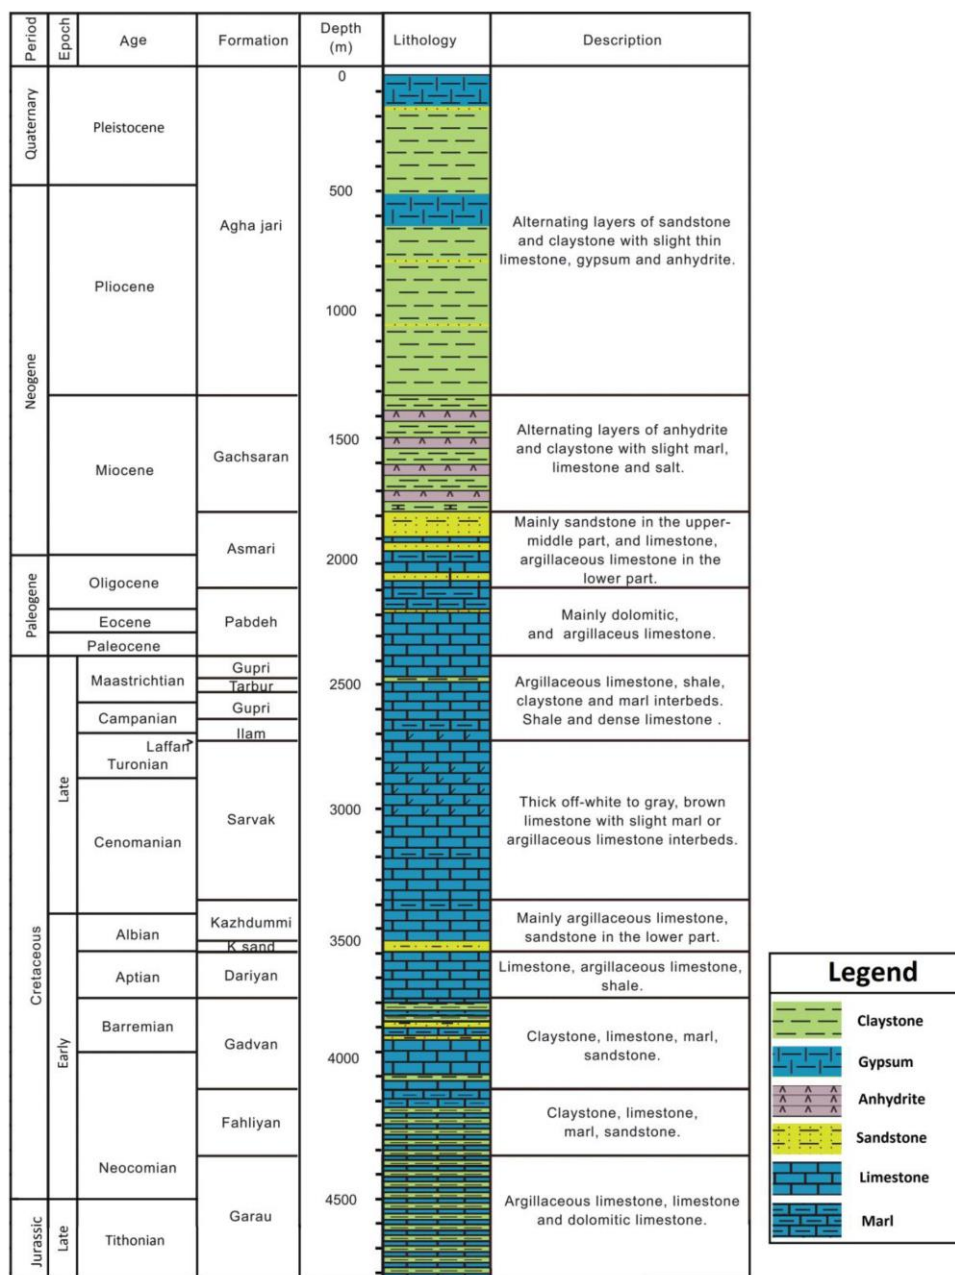 Period
Epoch
Age
Formation
Depth
(m)
Lithology
Description
Quaternary
Neogene
Paleogene
Cretaceous
Jurassic
Late
Early
Late
Pleistocene
Pliocene
Miocene
Oligocene
Eocene
Paleocene
Maastrichtian
Campanian
Laffan
Turonian
Cenomanian
Albian
Aptian
Barremian
Neocomian
Tithonian
Agha jari
Gachsaran
Asmari
Pabdeh
Gupri
Tarbur
Gupri
Ilam
Sarvak
Kazhdummi
K sand
Dariyan
Gadvan
Fahliyan
Garau
0
500
1000
1500
2000
2500
3000
3500
4000
4500
Alternating layers of sandstone
and claystone with slight thin
limestone, gypsum and anhydrite.
Alternating layers of anhydrite
and claystone with slight marl,
limestone and salt.
Mainly sandstone in the upper-
middle part, and limestone,
argillaceous limestone in the
lower part.
Mainly dolomitic,
and argillaceus limestone.
Argillaceous limestone, shale,
claystone and marl interbeds.
Shale and dense limestone .
Thick off-white to gray, brown
limestone with slight marl or
argillaceous limestone interbeds.
Mainly argillaceous limestone,
sandstone in the lower part.
Limestone, argillaceous limestone,
shale.
Claystone, limestone, marl,
sandstone.
Claystone, limestone,
marl, sandstone.
Argillaceous limestone, limestone
and dolomitic limestone.
Legend
Claystone
Gypsum
Anhydrite
Sandstone
Limestone
Marl